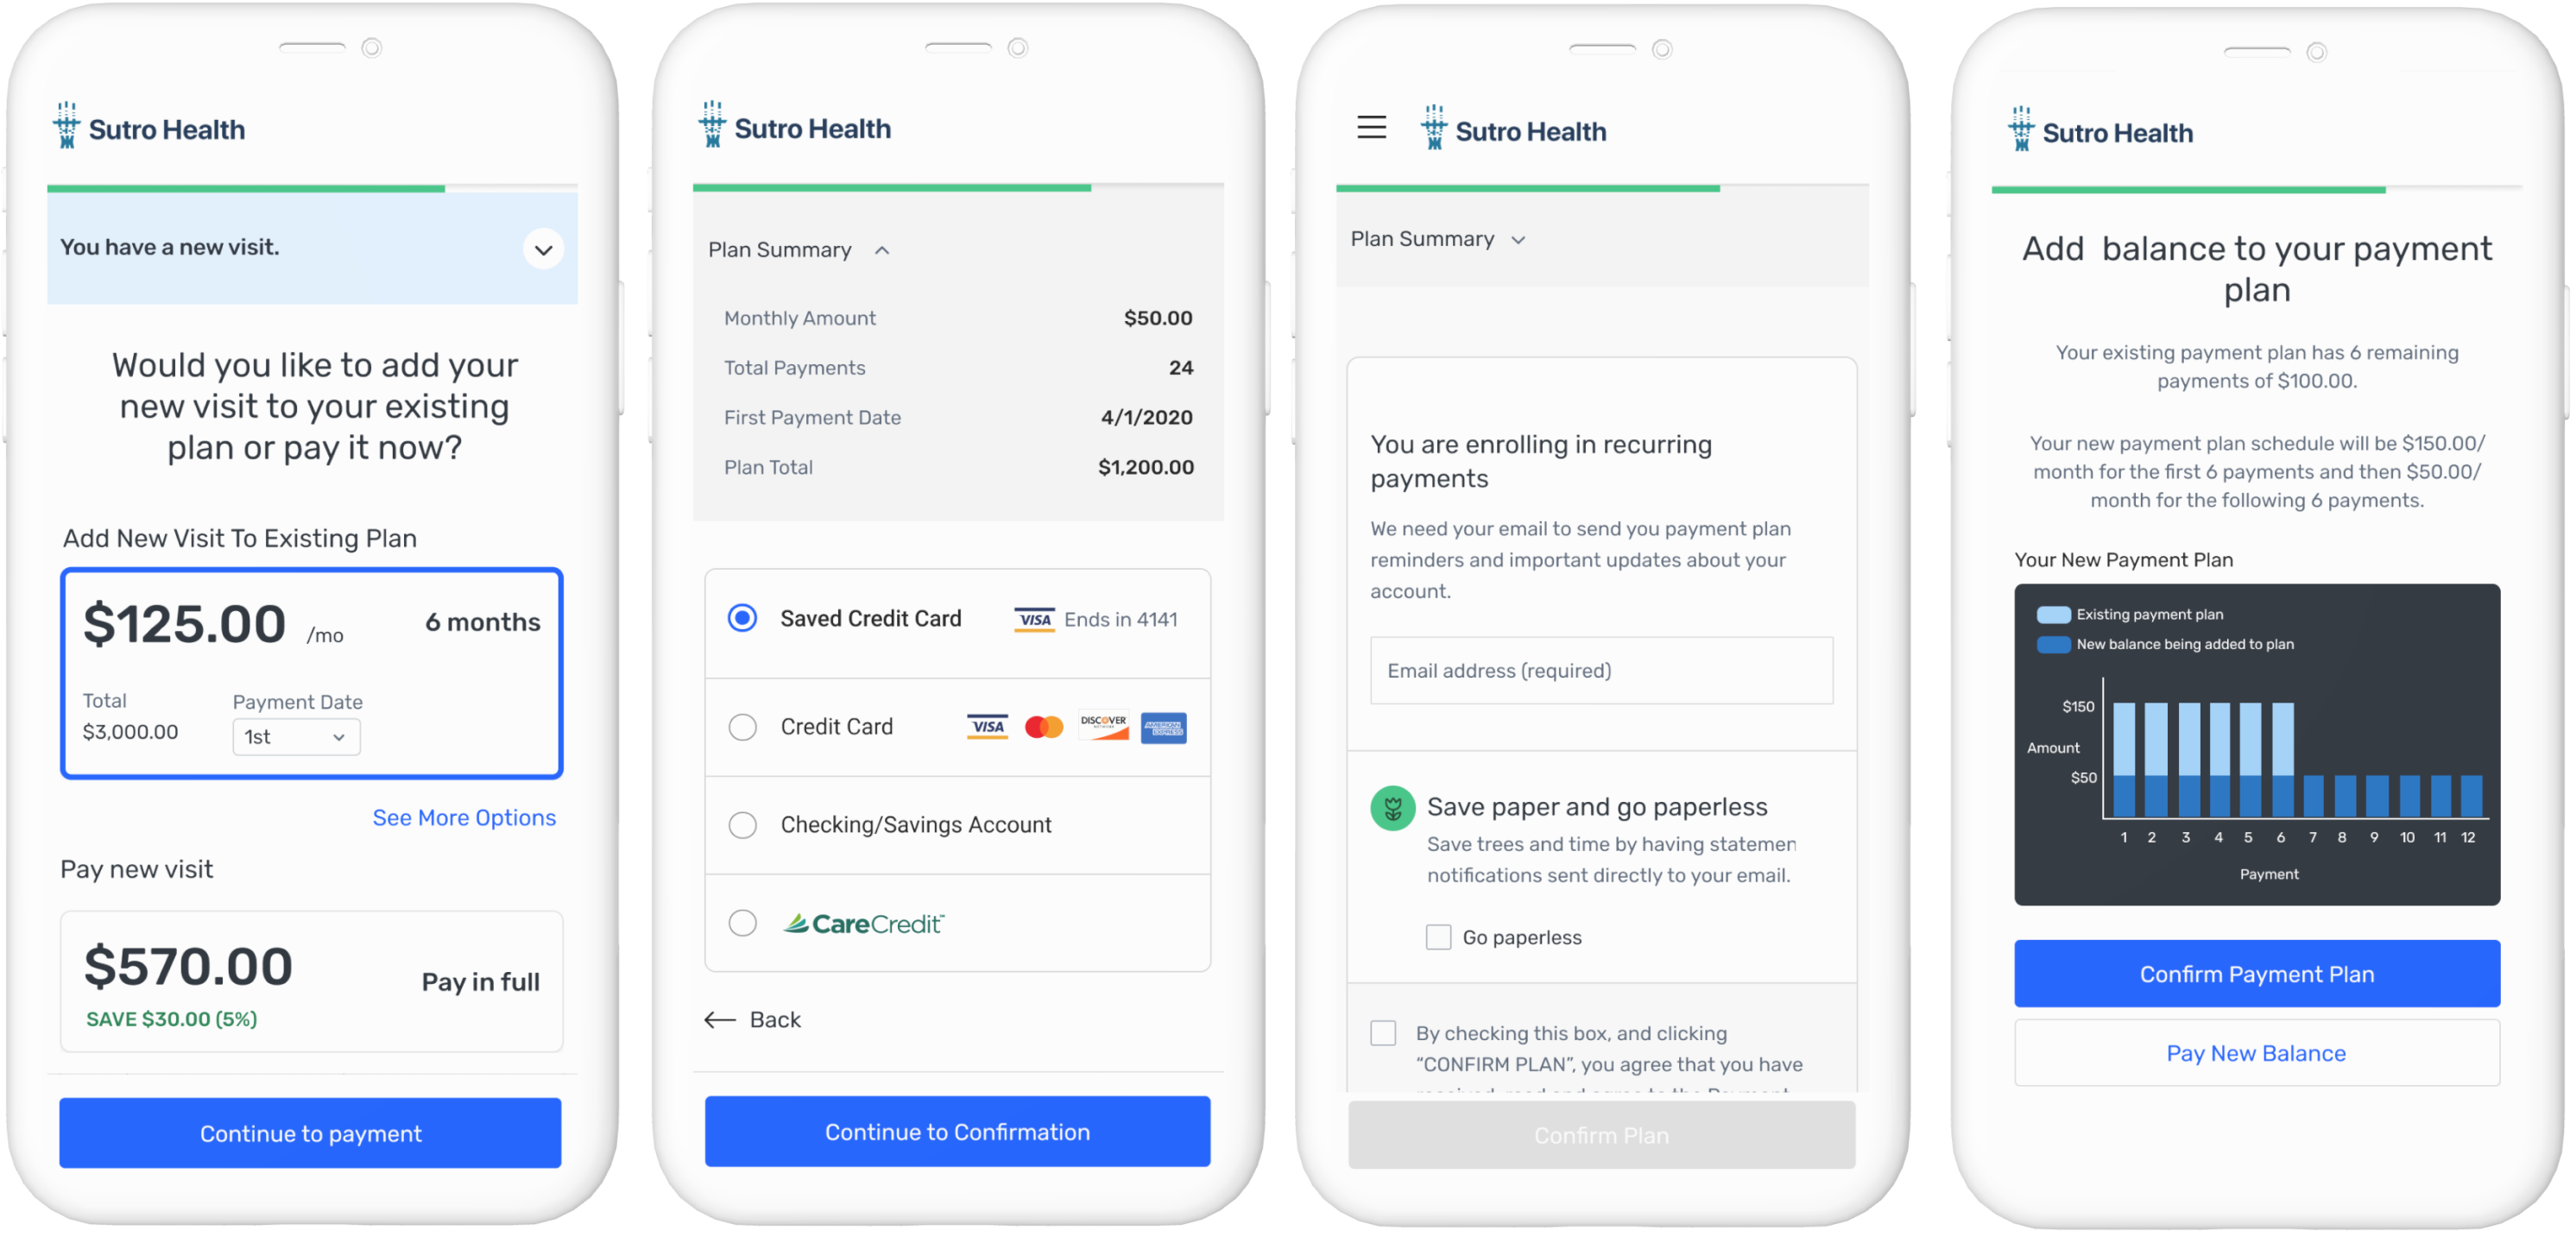 Sutro Health
You have a new visit.
Would you like to add your
new visit to your existing
plan or pay it now?
Add New Visit To Existing Plan
$125.00 /mo 6 months
Total Payment Date
$3,000.00 1st
See More Options
Pay new visit
$570.00 Pay in full
SAVE $30.00 (5%)
Continue to payment
Sutro Health
Plan Summary
Monthly Amount $50.00
Total Payments 24
First Payment Date 4/1/2020
Plan Total $1,200.00
Saved Credit Card VISA Ends in 4141
Credit Card VISA DISCOVER NETWORK AMERICAN EXPRESS
Checking/Savings Account
CareCredit™
Back
Continue to Confirmation
Sutro Health
Plan Summary
You are enrolling in recurring
payments
We need your email to send you payment plan
reminders and important updates about your
account.
Email address (required)
Save paper and go paperless
Save trees and time by having statemen
notifications sent directly to your email.
Go paperless
By checking this box, and clicking
“CONFIRM PLAN”, you agree that you have
received, read and agree to the Payment
Confirm Plan
Sutro Health
Add balance to your payment
plan
Your existing payment plan has 6 remaining
payments of $100.00.
Your new payment plan schedule will be $150.00/
month for the first 6 payments and then $50.00/
month for the following 6 payments.
Your New Payment Plan
Existing payment plan
New balance being added to plan
$150
Amount
$50
1 2 3 4 5 6 7 8 9 10 11 12
Payment
Confirm Payment Plan
Pay New Balance